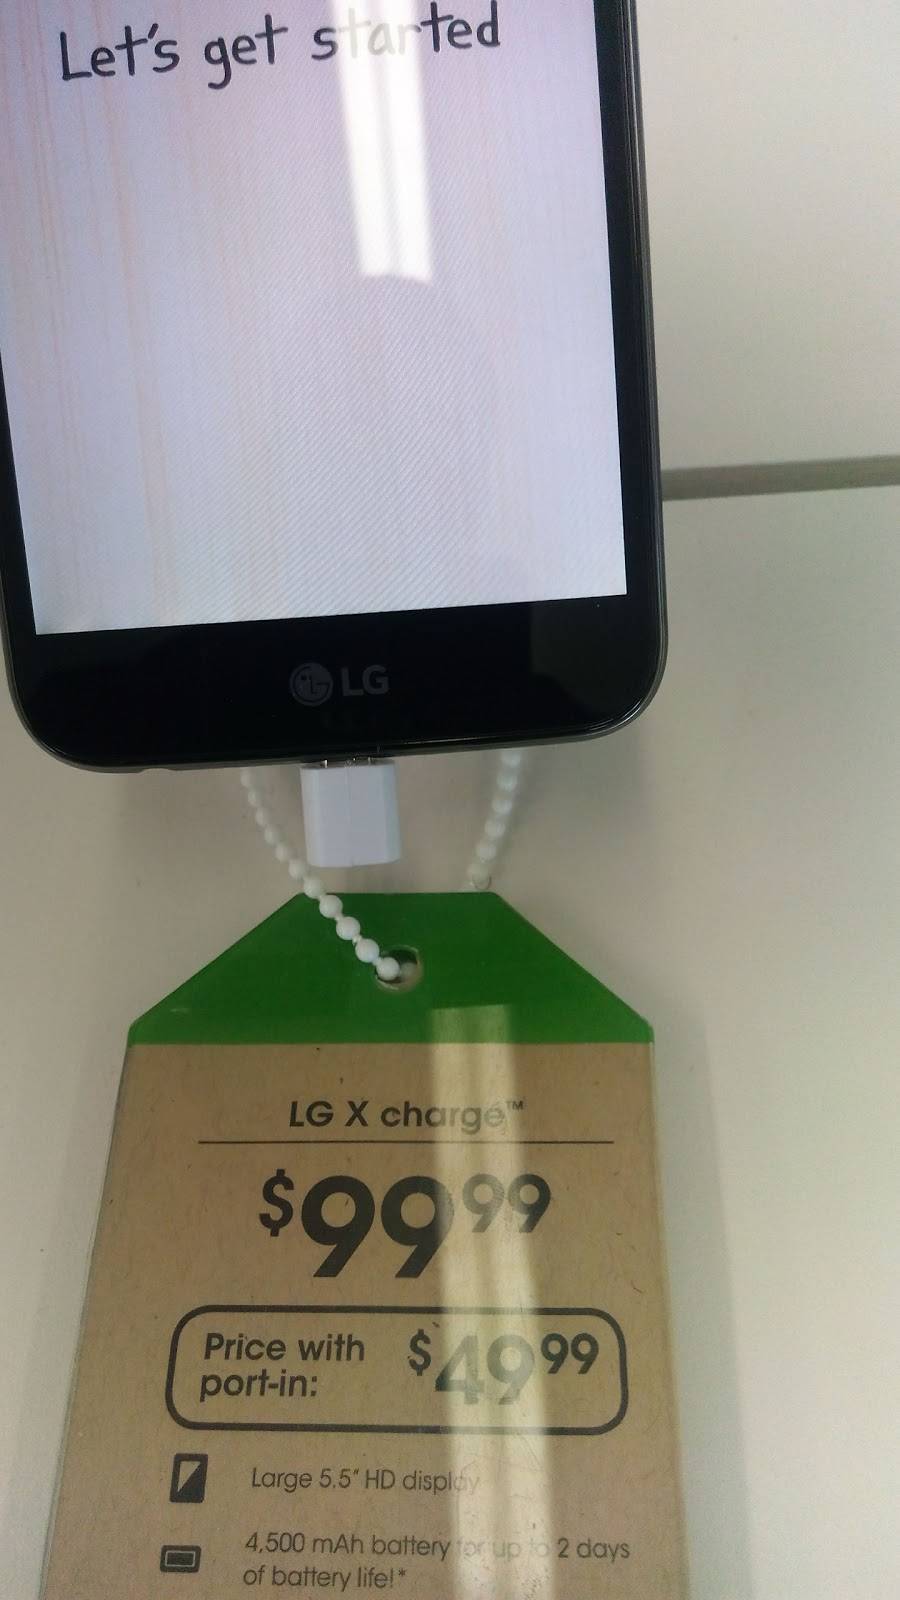 Let's get started
LG
LG X charge™
$99 99
Price with $49 99
port-in:
Large 5.5" HD display
4,500 mAh battery for up to 2 days
of battery life!*